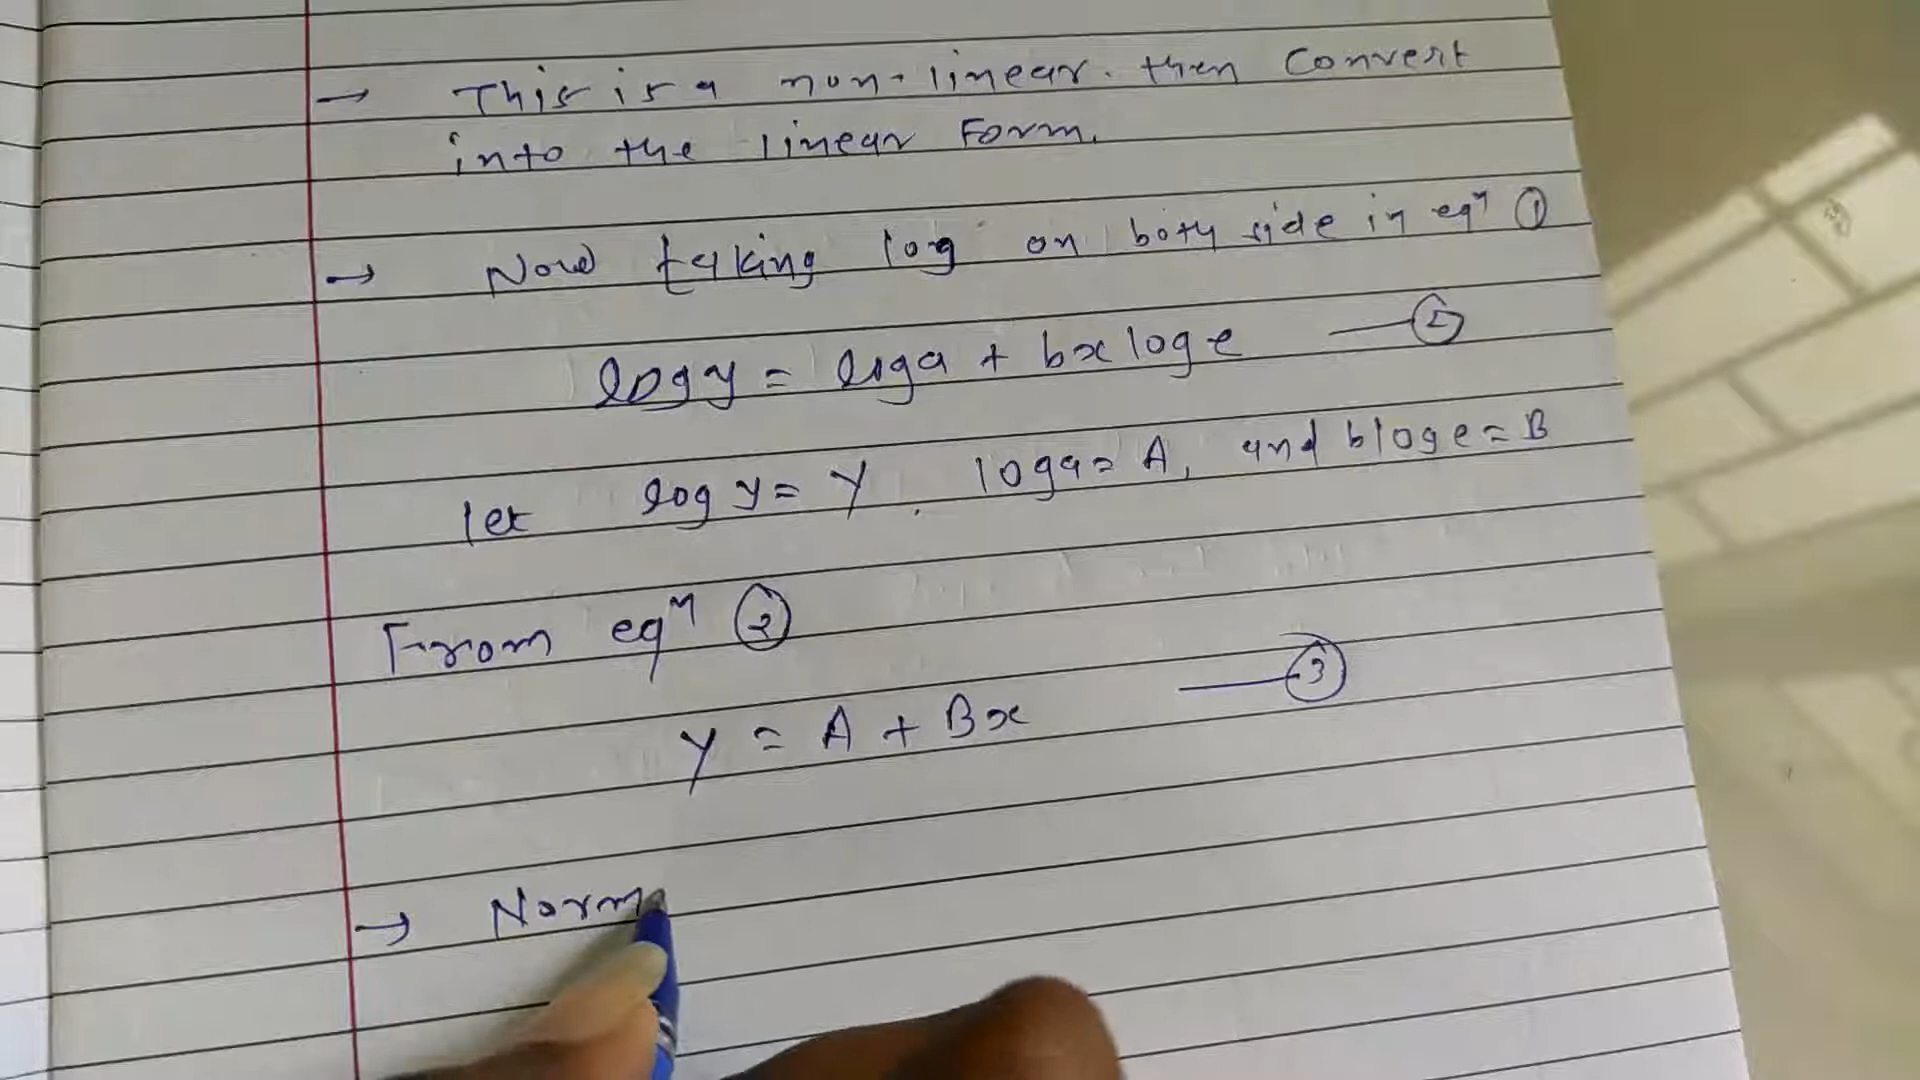 → This is a non-linear. then Convert
into the linear Form.
→ Now taking log on both side in eqⁿ ①
log y = log a + bx log e —②
let log y = Y, log a = A, and b log e = B
From eqⁿ ②
Y = A + Bx —③
→ Norm